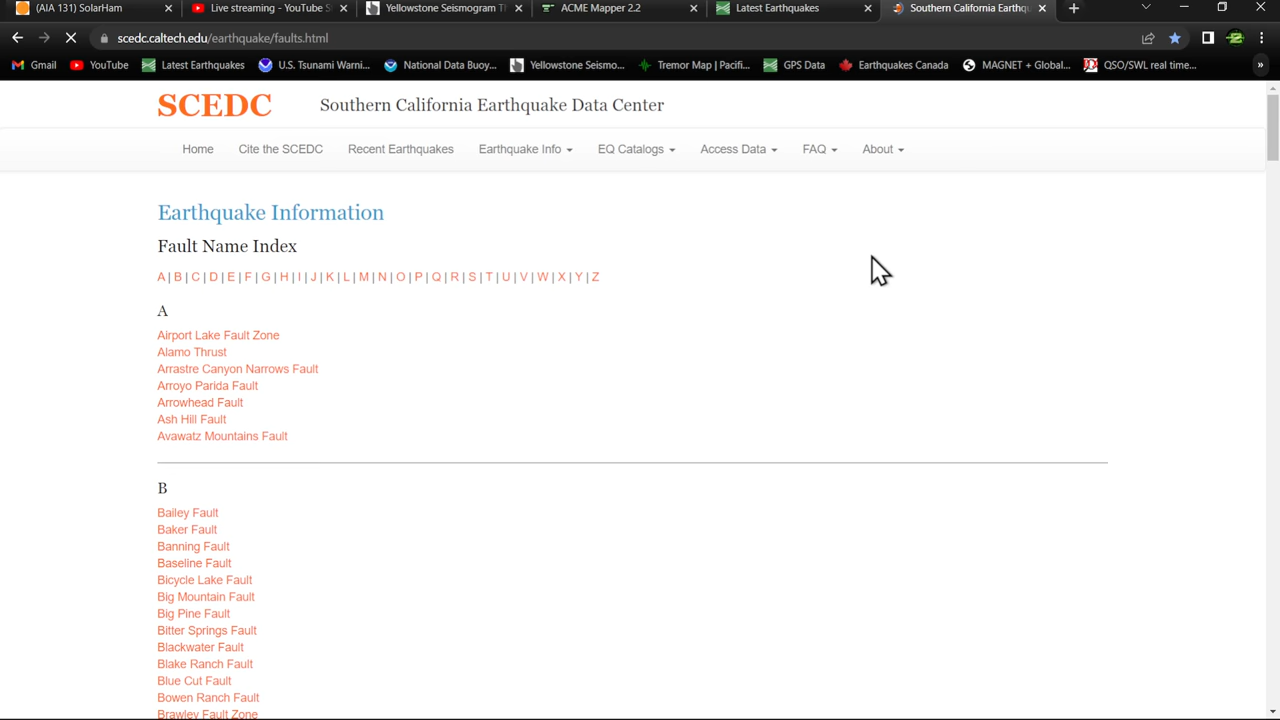 (AIA 131) SolarHam
Live streaming - YouTube S
Yellowstone Seismogram T
ACME Mapper 2.2
Latest Earthquakes
Southern California Earthqu
scedc.caltech.edu/earthquake/faults.html
Gmail
YouTube
Latest Earthquakes
U.S. Tsunami Warni...
National Data Buoy...
Yellowstone Seismo...
Tremor Map | Pacifi...
GPS Data
Earthquakes Canada
MAGNET + Global...
QSO/SWL real time...
»
SCEDC
Southern California Earthquake Data Center
Home
Cite the SCEDC
Recent Earthquakes
Earthquake Info
EQ Catalogs
Access Data
FAQ
About
Earthquake Information
Fault Name Index
A | B | C | D | E | F | G | H | I | J | K | L | M | N | O | P | Q | R | S | T | U | V | W | X | Y | Z
A
Airport Lake Fault Zone
Alamo Thrust
Arrastre Canyon Narrows Fault
Arroyo Parida Fault
Arrowhead Fault
Ash Hill Fault
Avawatz Mountains Fault
B
Bailey Fault
Baker Fault
Banning Fault
Baseline Fault
Bicycle Lake Fault
Big Mountain Fault
Big Pine Fault
Bitter Springs Fault
Blackwater Fault
Blake Ranch Fault
Blue Cut Fault
Bowen Ranch Fault
Brawley Fault Zone